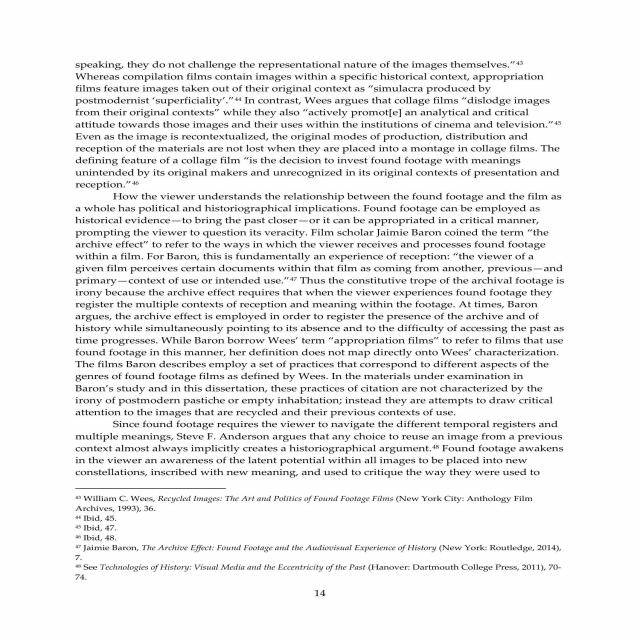 speaking, they do not challenge the representational nature of the images themselves.”⁴³
Whereas compilation films contain images within a specific historical context, appropriation
films feature images taken out of their original context as “simulacra produced by
postmodernist ‘superficiality’.”⁴⁴ In contrast, Wees argues that collage films “dislodge images
from their original contexts” while they also “actively promot[e] an analytical and critical
attitude towards those images and their uses within the institutions of cinema and television.”⁴⁵
Even as the image is recontextualized, the original modes of production, distribution and
reception of the materials are not lost when they are placed into a montage in collage films. The
defining feature of a collage film “is the decision to invest found footage with meanings
unintended by its original makers and unrecognized in its original contexts of presentation and
reception.”⁴⁶
How the viewer understands the relationship between the found footage and the film as
a whole has political and historiographical implications. Found footage can be employed as
historical evidence—to bring the past closer—or it can be appropriated in a critical manner,
prompting the viewer to question its veracity. Film scholar Jaimie Baron coined the term “the
archive effect” to refer to the ways in which the viewer receives and processes found footage
within a film. For Baron, this is fundamentally an experience of reception: “the viewer of a
given film perceives certain documents within that film as coming from another, previous—and
primary—context of use or intended use.”⁴⁷ Thus the constitutive trope of the archival footage is
irony because the archive effect requires that when the viewer experiences found footage they
register the multiple contexts of reception and meaning within the footage. At times, Baron
argues, the archive effect is employed in order to register the presence of the archive and of
history while simultaneously pointing to its absence and to the difficulty of accessing the past as
time progresses. While Baron borrow Wees’ term “appropriation films” to refer to films that use
found footage in this manner, her definition does not map directly onto Wees’ characterization.
The films Baron describes employ a set of practices that correspond to different aspects of the
genres of found footage films as defined by Wees. In the materials under examination in
Baron’s study and in this dissertation, these practices of citation are not characterized by the
irony of postmodern pastiche or empty inhabitation; instead they are attempts to draw critical
attention to the images that are recycled and their previous contexts of use.
Since found footage requires the viewer to navigate the different temporal registers and
multiple meanings, Steve F. Anderson argues that any choice to reuse an image from a previous
context almost always implicitly creates a historiographical argument.⁴⁸ Found footage awakens
in the viewer an awareness of the latent potential within all images to be placed into new
constellations, inscribed with new meaning, and used to critique the way they were used to
⁴³ William C. Wees, Recycled Images: The Art and Politics of Found Footage Films (New York City: Anthology Film
Archives, 1993), 36.
⁴⁴ Ibid, 45.
⁴⁵ Ibid, 47.
⁴⁶ Ibid, 48.
⁴⁷ Jaimie Baron, The Archive Effect: Found Footage and the Audiovisual Experience of History (New York: Routledge, 2014),
7.
⁴⁸ See Technologies of History: Visual Media and the Eccentricity of the Past (Hanover: Dartmouth College Press, 2011), 70-
74.
14